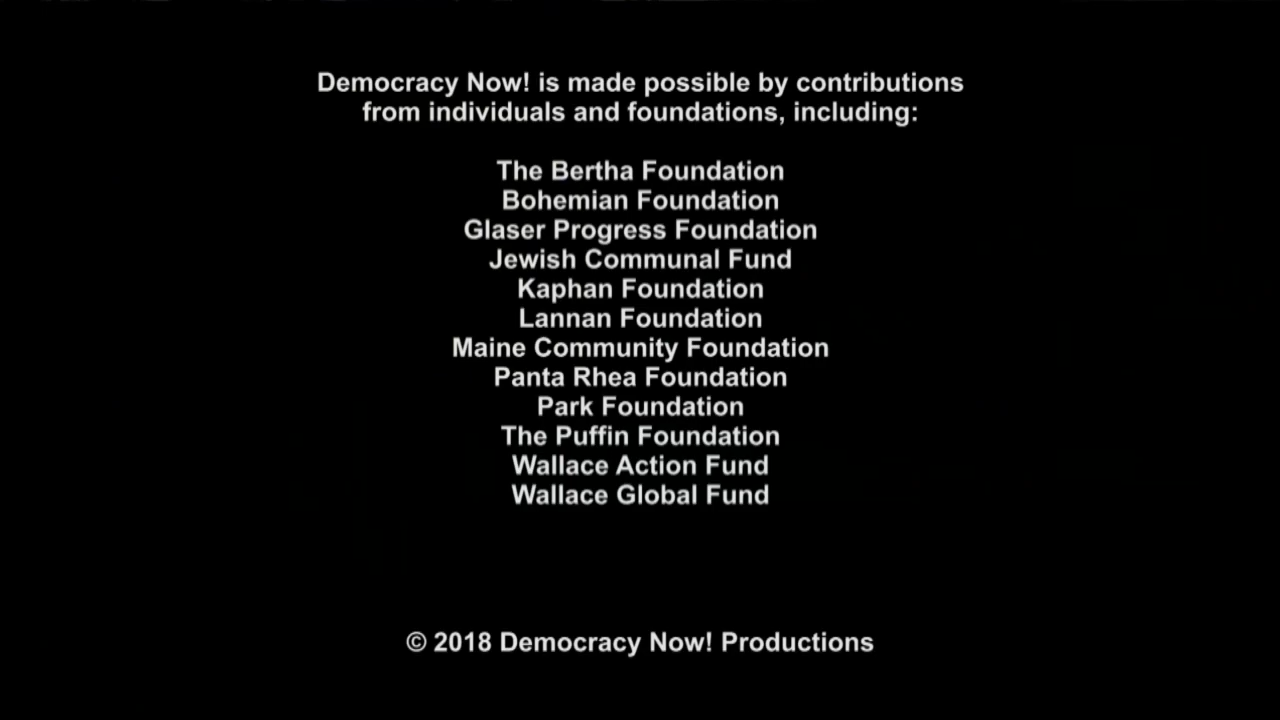 Democracy Now! is made possible by contributions
from individuals and foundations, including:
The Bertha Foundation
Bohemian Foundation
Glaser Progress Foundation
Jewish Communal Fund
Kaphan Foundation
Lannan Foundation
Maine Community Foundation
Panta Rhea Foundation
Park Foundation
The Puffin Foundation
Wallace Action Fund
Wallace Global Fund
© 2018 Democracy Now! Productions